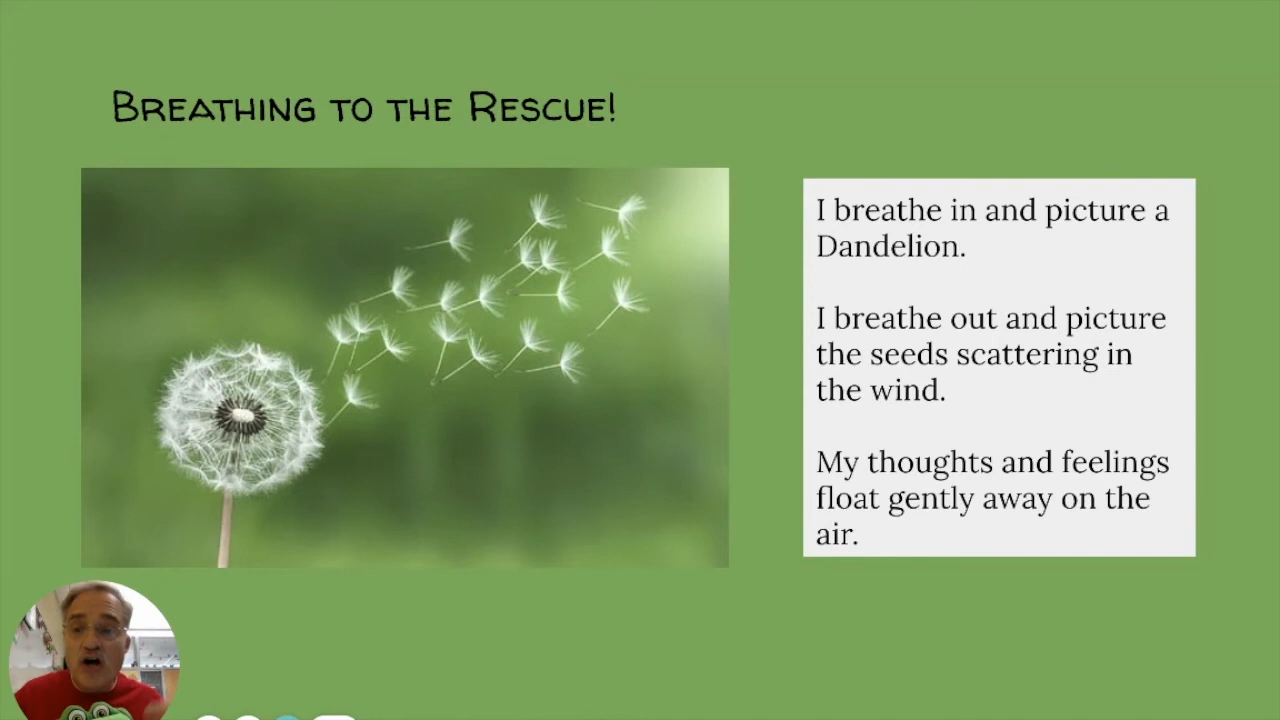 Breathing to the Rescue!
I breathe in and picture a
Dandelion.
I breathe out and picture
the seeds scattering in
the wind.
My thoughts and feelings
float gently away on the
air.